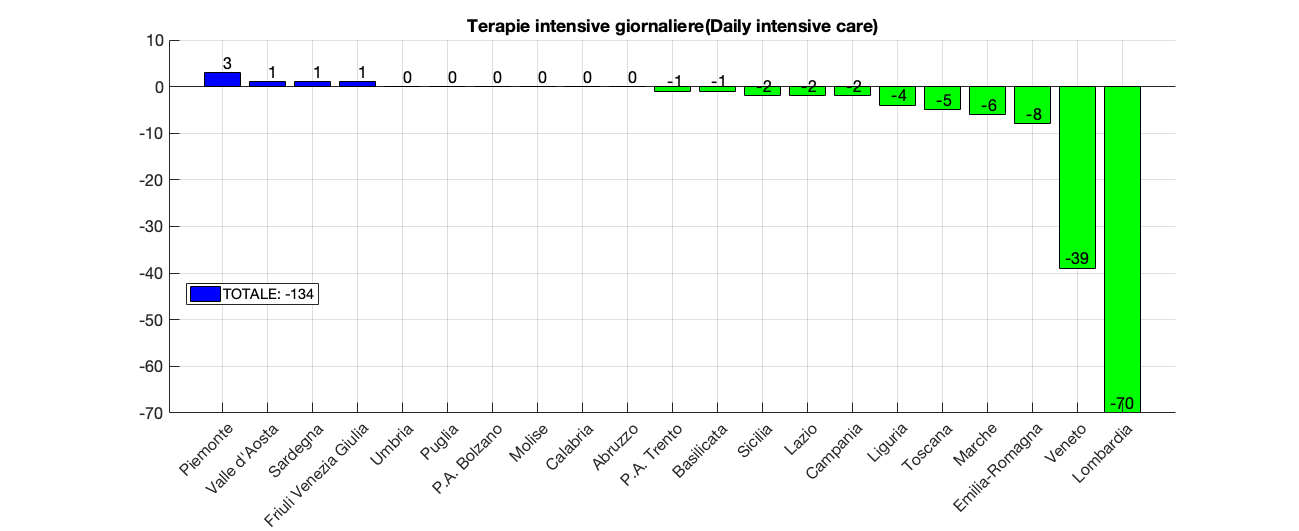 Terapie intensive giornaliere(Daily intensive care)
10
0
-10
-20
-30
-40
-50
-60
-70
3
1
1
1
0
0
0
0
0
0
-1
-1
-2
-2
-2
-4
-5
-6
-8
-39
-70
TOTALE: -134
Piemonte
Valle d'Aosta
Sardegna
Friuli Venezia Giulia
Umbria
Puglia
P.A. Bolzano
Molise
Calabria
Abruzzo
P.A. Trento
Basilicata
Sicilia
Lazio
Campania
Liguria
Toscana
Marche
Emilia-Romagna
Veneto
Lombardia